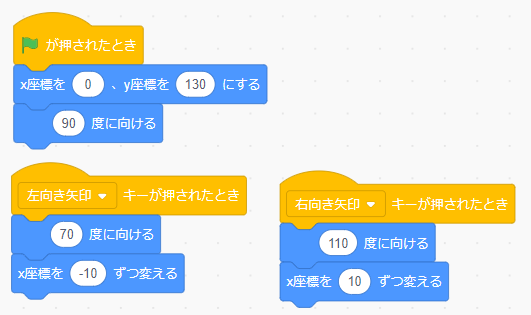 が押されたとき
x座標を 0 、y座標を 130 にする
90 度に向ける
左向き矢印 キーが押されたとき
70 度に向ける
x座標を -10 ずつ変える
右向き矢印 キーが押されたとき
110 度に向ける
x座標を 10 ずつ変える